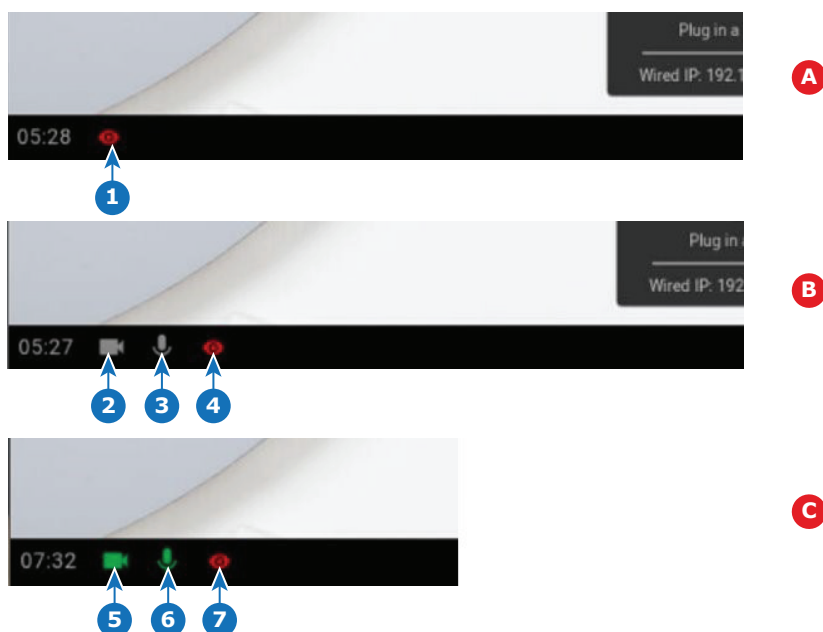 Plug in a
Wired IP: 192.1
A
05:28
1
Plug in
Wired IP: 192
B
05:27
2 3 4
C
07:32
5 6 7